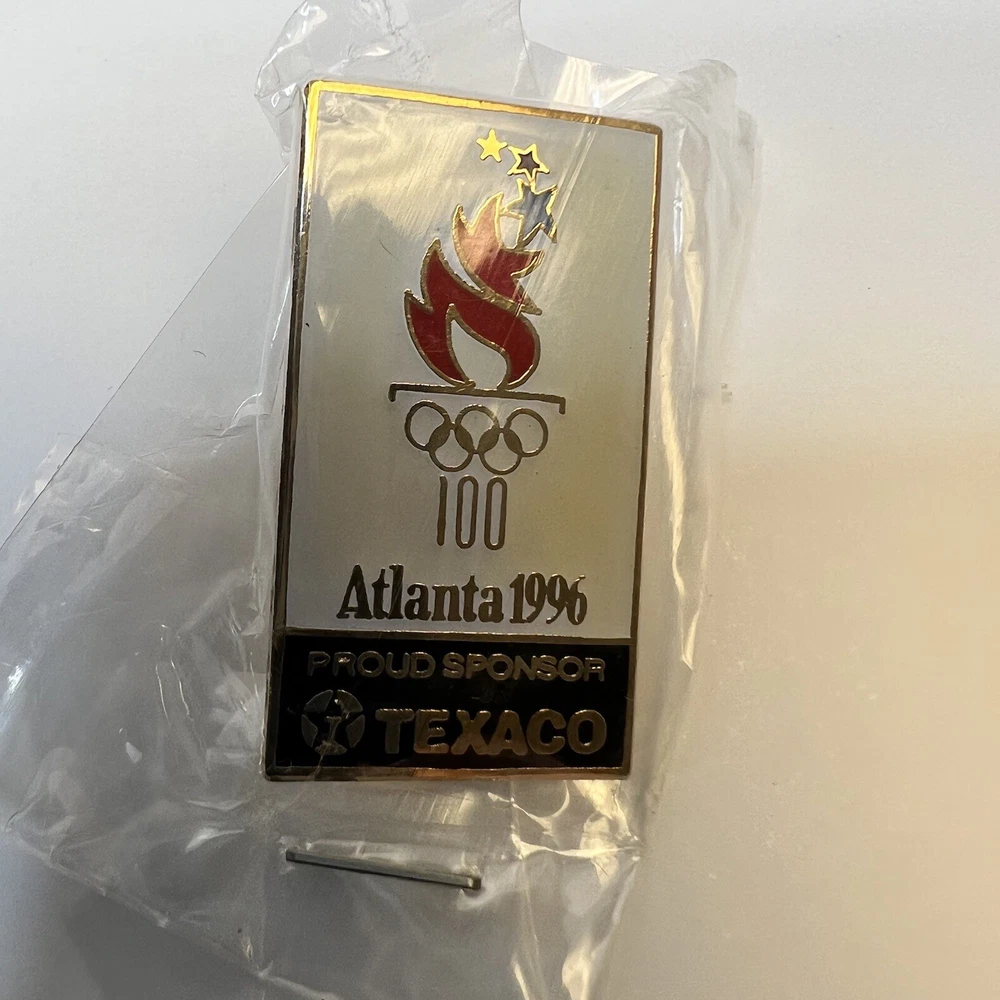 100
Atlanta 1996
PROUD SPONSOR
TEXACO